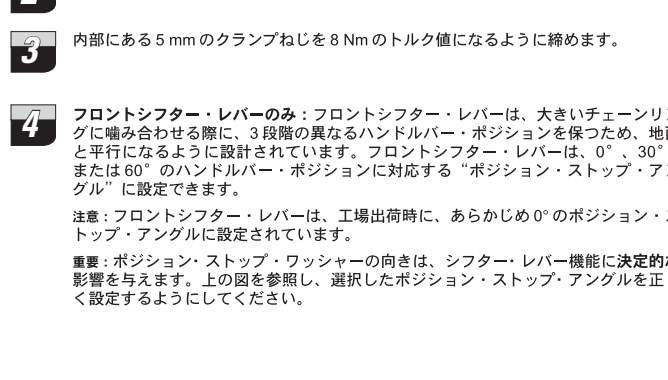 3
内部にある 5 mm のクランプねじを 8 Nm のトルク値になるように締めます。
4
フロントシフター・レバーのみ：フロントシフター・レバーは、大きいチェーンリ
グに噛み合わせる際に、3 段階の異なるハンドルバー・ポジションを保つため、地
と平行になるように設計されています。フロントシフター・レバーは、0°、30°
または 60° のハンドルバー・ポジションに対応する“ポジション・ストップ・ア
グル”に設定できます。
注意：フロントシフター・レバーは、工場出荷時に、あらかじめ 0° のポジション・
トップ・アングルに設定されています。
重要：ポジション・ストップ・ワッシャーの向きは、シフター・レバー機能に決定的
影響を与えます。上の図を参照し、選択したポジション・ストップ・アングルを正
く設定するようにしてください。